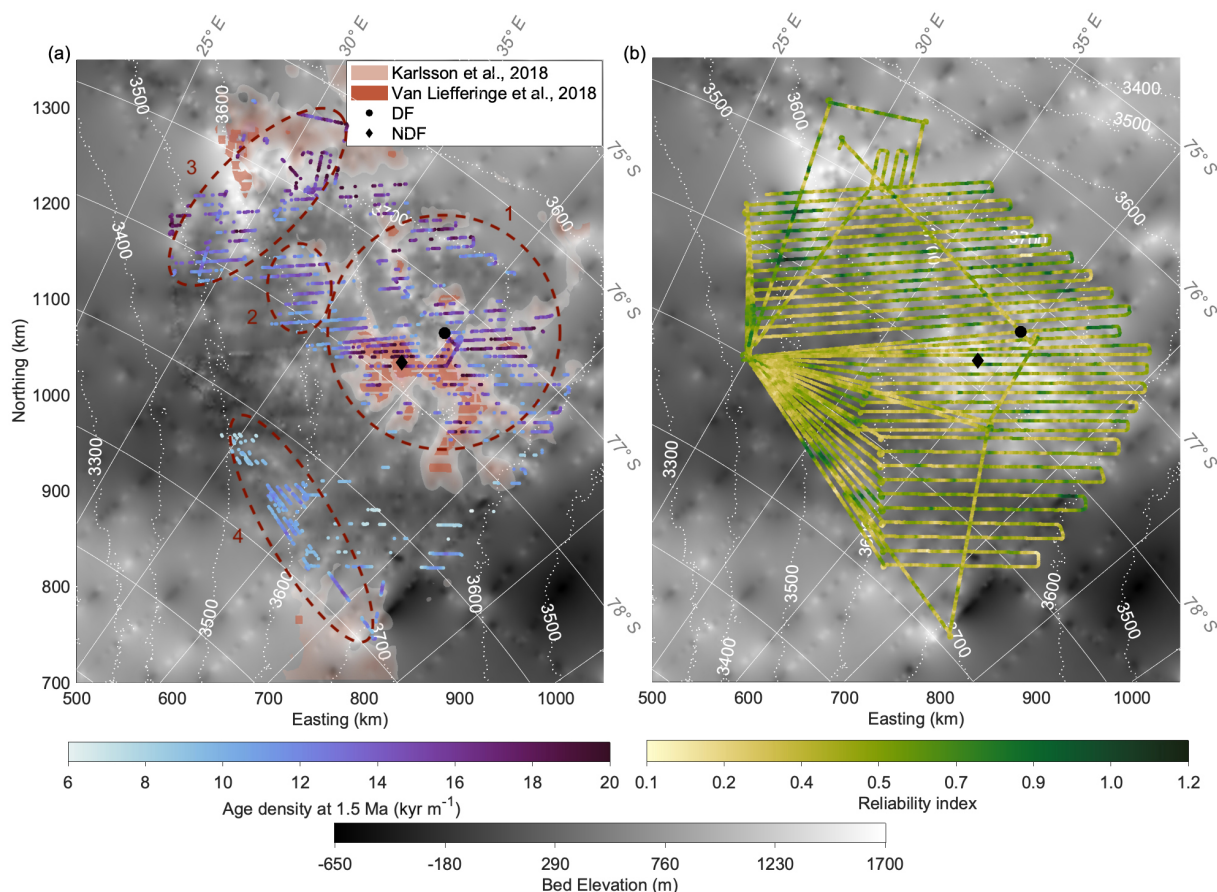 (a)
25° E
30° E
35° E
Karlsson et al., 2018
Van Liefferinge et al., 2018
DF
NDF
3500
3600
3400
3700
3600
3300
3500
3600
3700
3600
3500
75° S
76° S
77° S
78° S
1
2
3
4
1300
1200
1100
1000
900
800
700
Northing (km)
500
600
700
800
900
1000
Easting (km)
6
8
10
12
14
16
18
20
Age density at 1.5 Ma (kyr m⁻¹)
(b)
25° E
30° E
35° E
3500
3600
3400
3500
3400
3600
3700
3300
3600
3500
3400
3700
3600
3500
75° S
76° S
77° S
78° S
500
600
700
800
900
1000
Easting (km)
0.1
0.2
0.4
0.5
0.7
0.9
1.0
1.2
Reliability index
-650
-180
290
760
1230
1700
Bed Elevation (m)